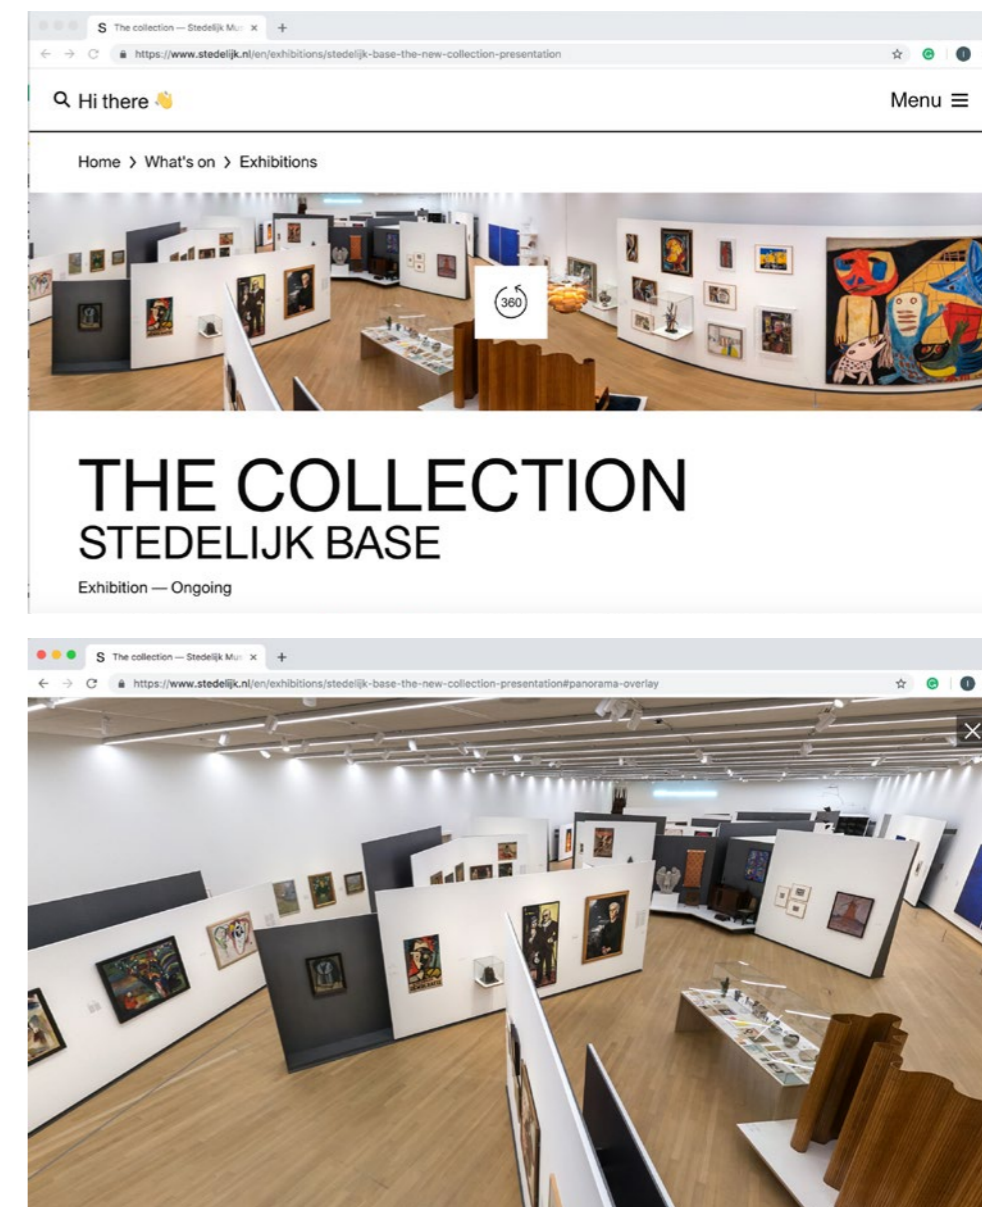 S The collection — Stedelijk Mu
https://www.stedelijk.nl/en/exhibitions/stedelijk-base-the-new-collection-presentation
Hi there 👋
Menu
Home > What's on > Exhibitions
360
THE COLLECTION
STEDELIJK BASE
Exhibition — Ongoing
S The collection — Stedelijk Mus
https://www.stedelijk.nl/en/exhibitions/stedelijk-base-the-new-collection-presentation#panorama-overlay